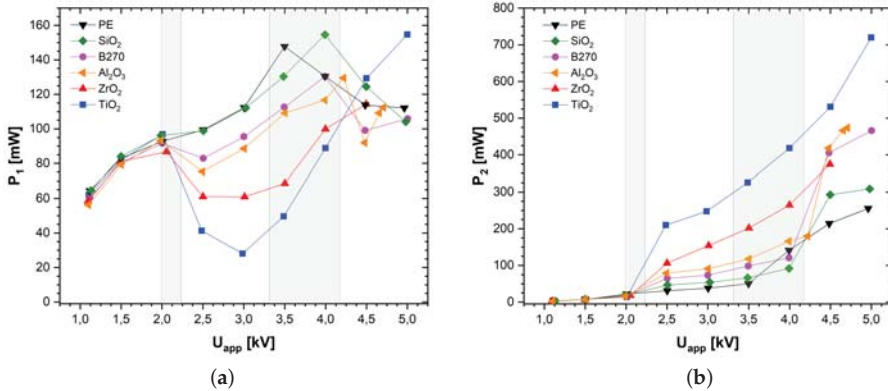 PE
SiO₂
B270
Al₂O₃
ZrO₂
TiO₂
P₁ [mW]
160
140
120
100
80
60
40
20
0
1,0 1,5 2,0 2,5 3,0 3,5 4,0 4,5 5,0
U_app [kV]
(a)
PE
SiO₂
B270
Al₂O₃
ZrO₂
TiO₂
P₂ [mW]
800
700
600
500
400
300
200
100
0
1,0 1,5 2,0 2,5 3,0 3,5 4,0 4,5 5,0
U_app [kV]
(b)